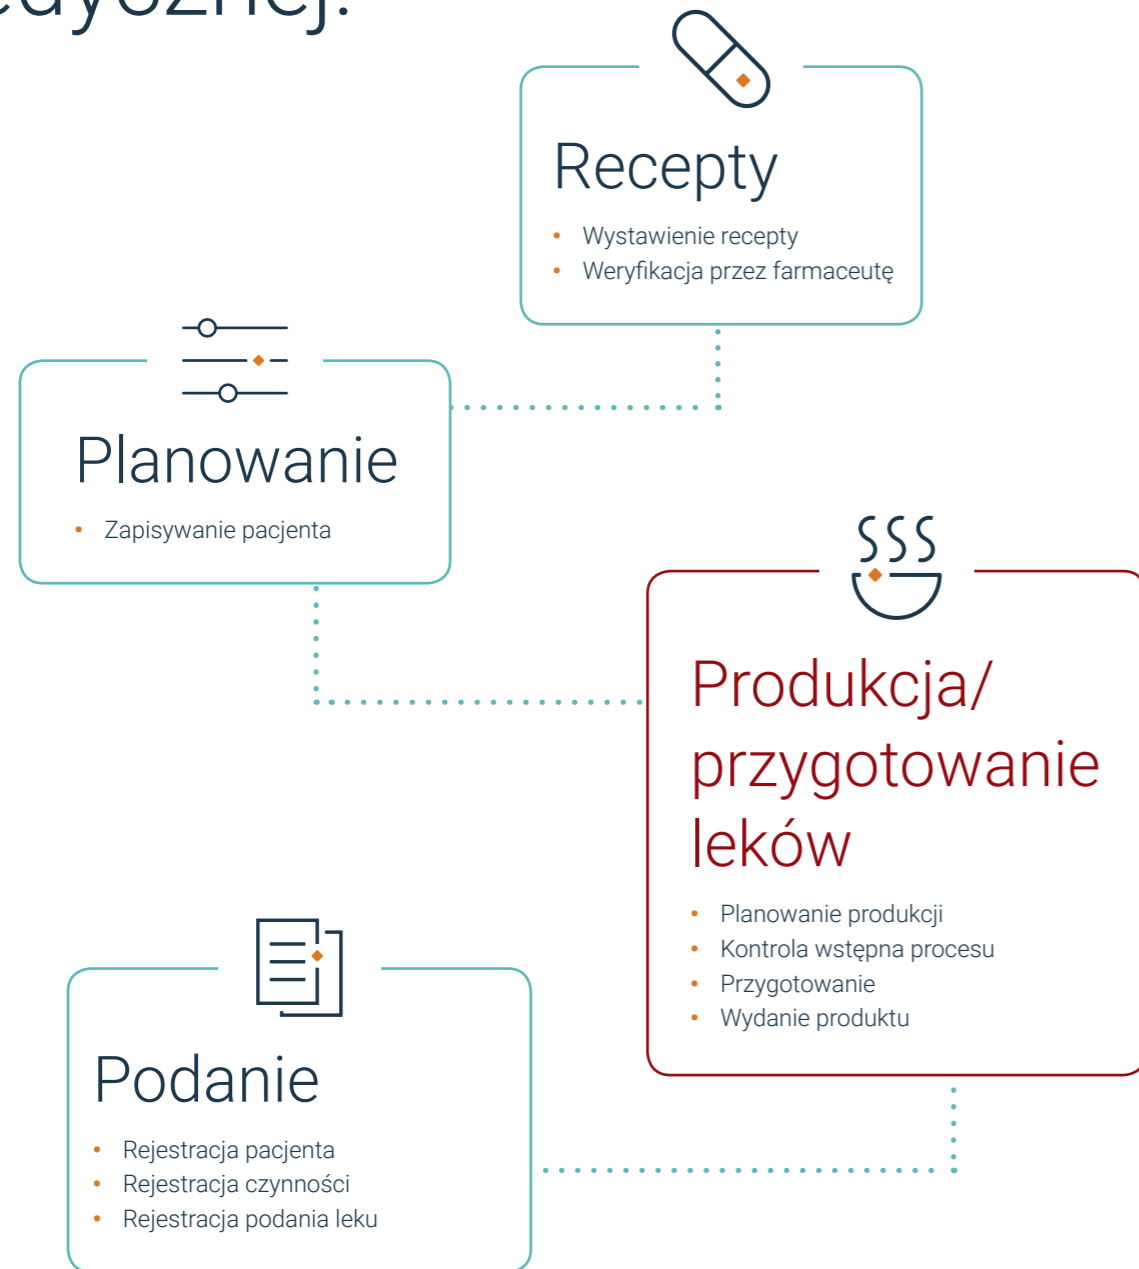 Recepty
• Wystawienie recepty
• Weryfikacja przez farmaceutę
Planowanie
• Zapisywanie pacjenta
Produkcja/
przygotowanie
leków
• Planowanie produkcji
• Kontrola wstępna procesu
• Przygotowanie
• Wydanie produktu
Podanie
• Rejestracja pacjenta
• Rejestracja czynności
• Rejestracja podania leku